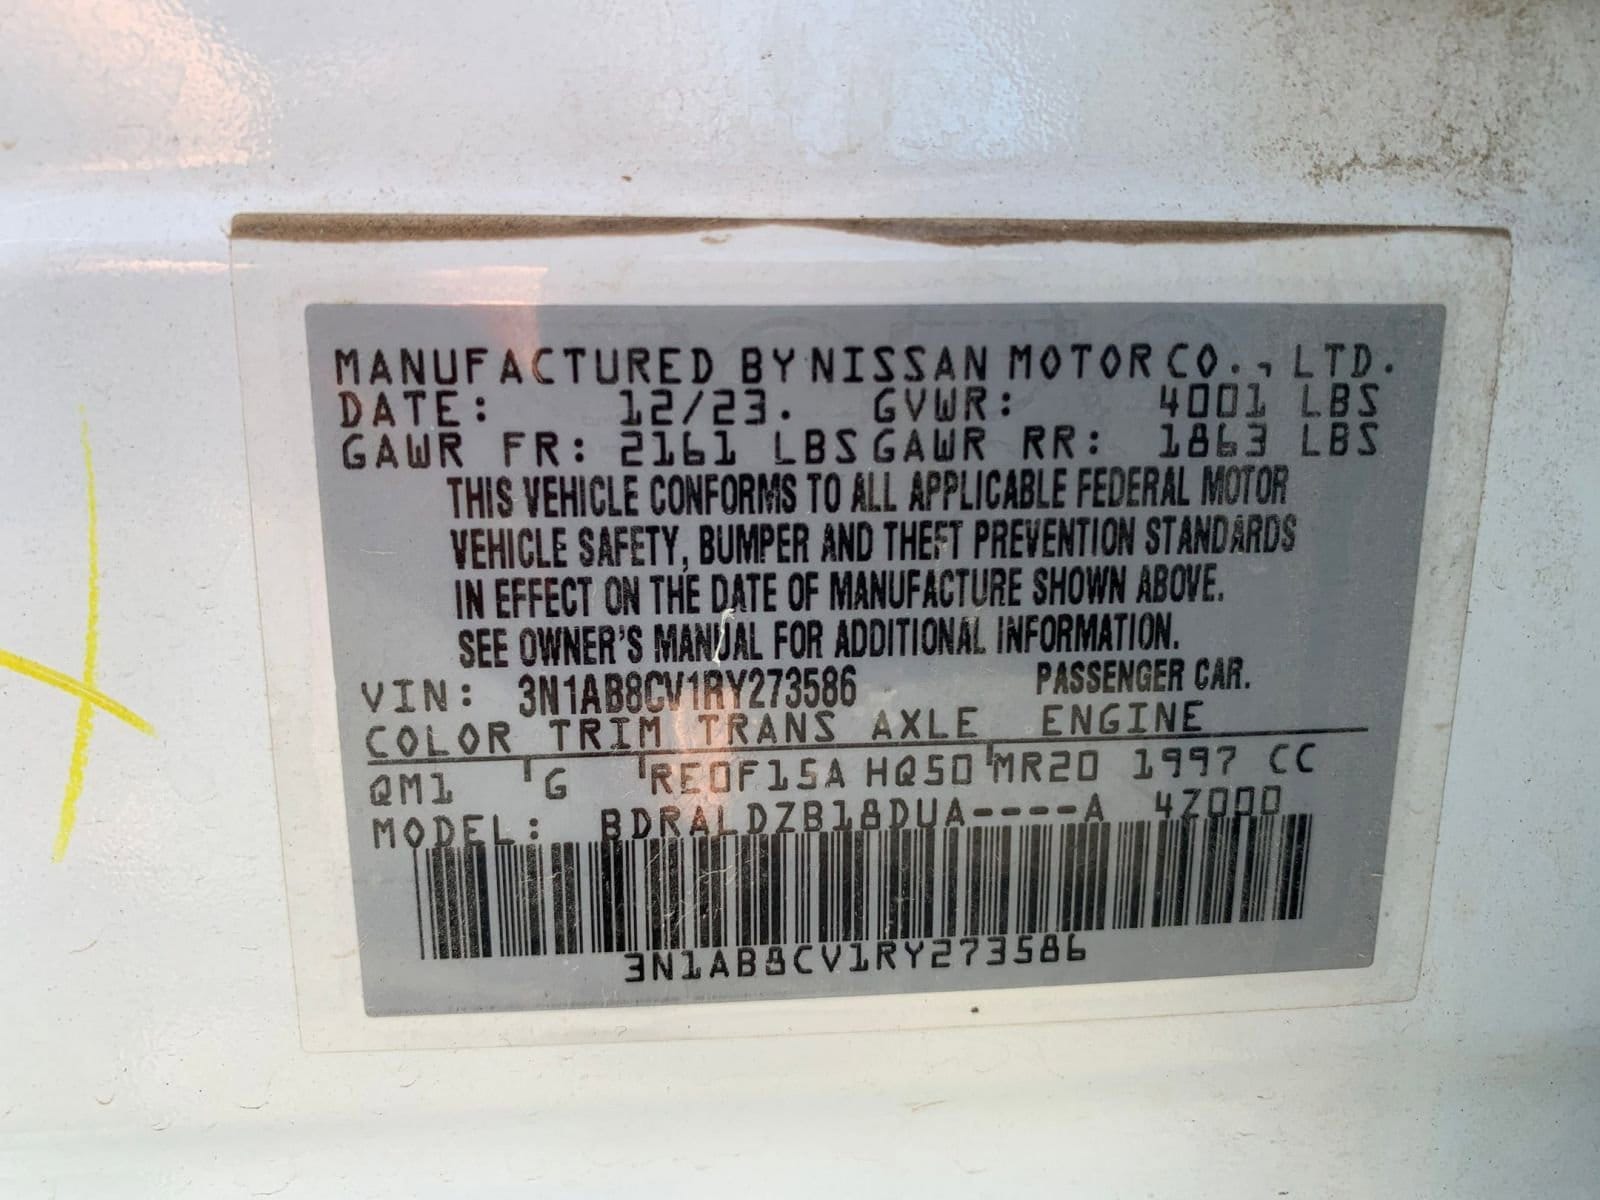 MANUFACTURED BY NISSAN MOTOR CO., LTD.
DATE: 12/23. GVWR: 4001 LBS
GAWR FR: 2161 LBS GAWR RR: 1863 LBS
THIS VEHICLE CONFORMS TO ALL APPLICABLE FEDERAL MOTOR
VEHICLE SAFETY, BUMPER AND THEFT PREVENTION STANDARDS
IN EFFECT ON THE DATE OF MANUFACTURE SHOWN ABOVE.
SEE OWNER'S MANUAL FOR ADDITIONAL INFORMATION.
VIN: 3N1AB8CV1RY273586 PASSENGER CAR.
COLOR TRIM TRANS AXLE ENGINE
QM1 G RE0F15A HQ50 MR20 1997 CC
MODEL: BDRALDZB18DUA----A 4Z000
3N1AB8CV1RY273586